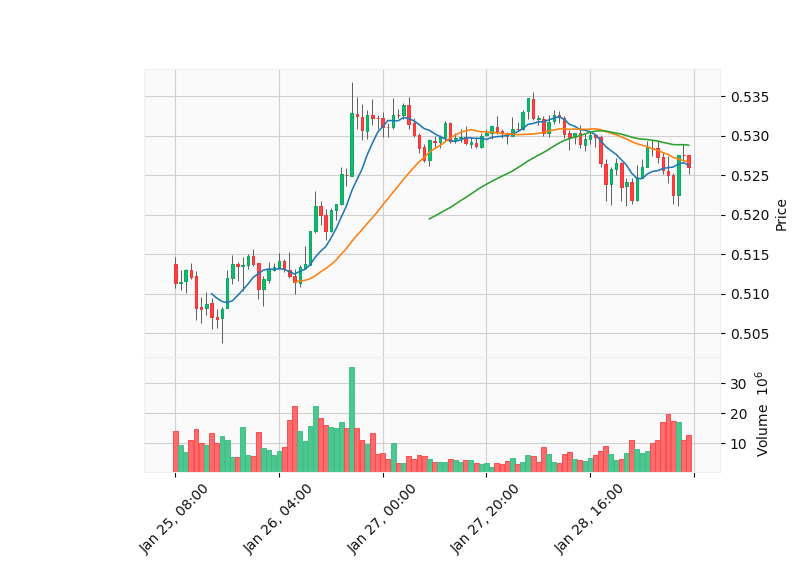 0.535
0.530
0.525
0.520
0.515
0.510
0.505
Price
30
20
10
Volume 10^6
Jan 25, 08:00
Jan 26, 04:00
Jan 27, 00:00
Jan 27, 20:00
Jan 28, 16:00